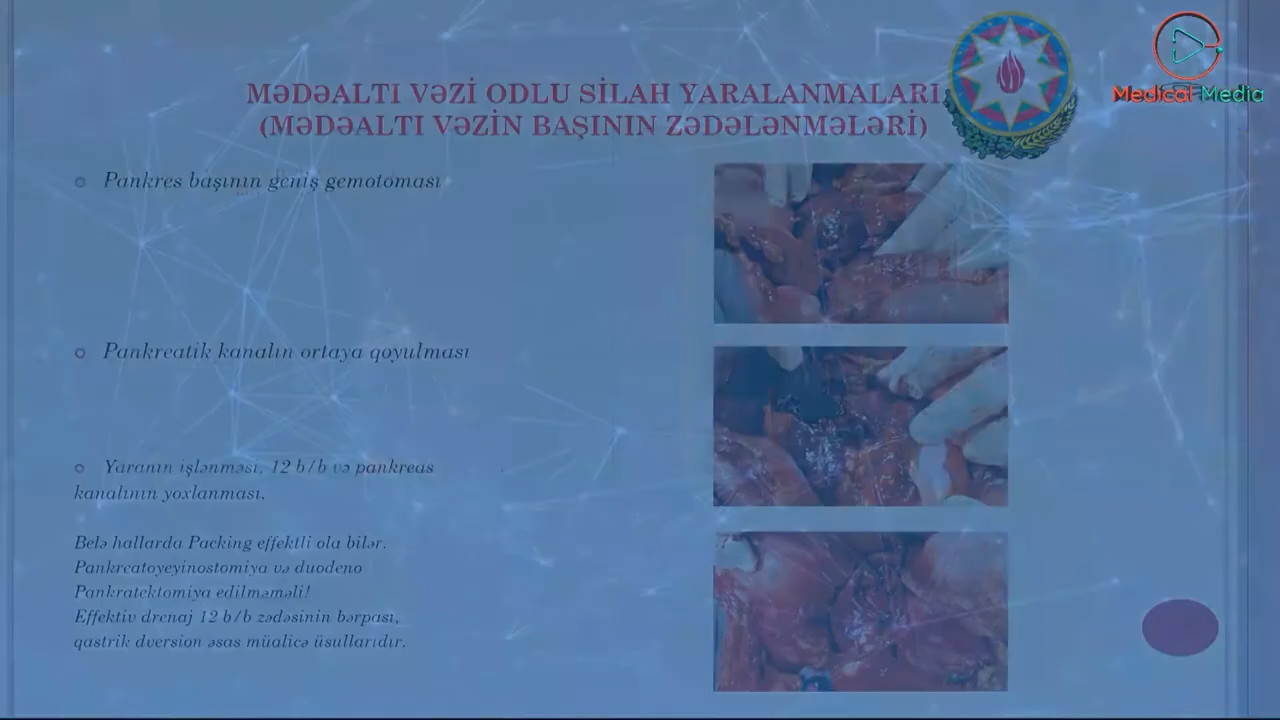 Medical Media
MƏDƏALTI VƏZİ ODLU SİLAH YARALANMALARI
(MƏDƏALTI VƏZİN BAŞININ ZƏDƏLƏNMƏLƏRİ)
Pankres başının geniş gemotoması
Pankreatik kanalın ortaya qoyulması
Yaranın işlənməsi, 12 b/b və pankreas
kanalının yoxlanması.
Belə hallarda Packing effektli ola bilər.
Pankreatoyeyinostomiya və duodeno
Pankratektomiya edilməməli!
Effektiv drenaj 12 b/b zədəsinin bərpası,
qastrik dversion əsas müalicə üsullarıdır.